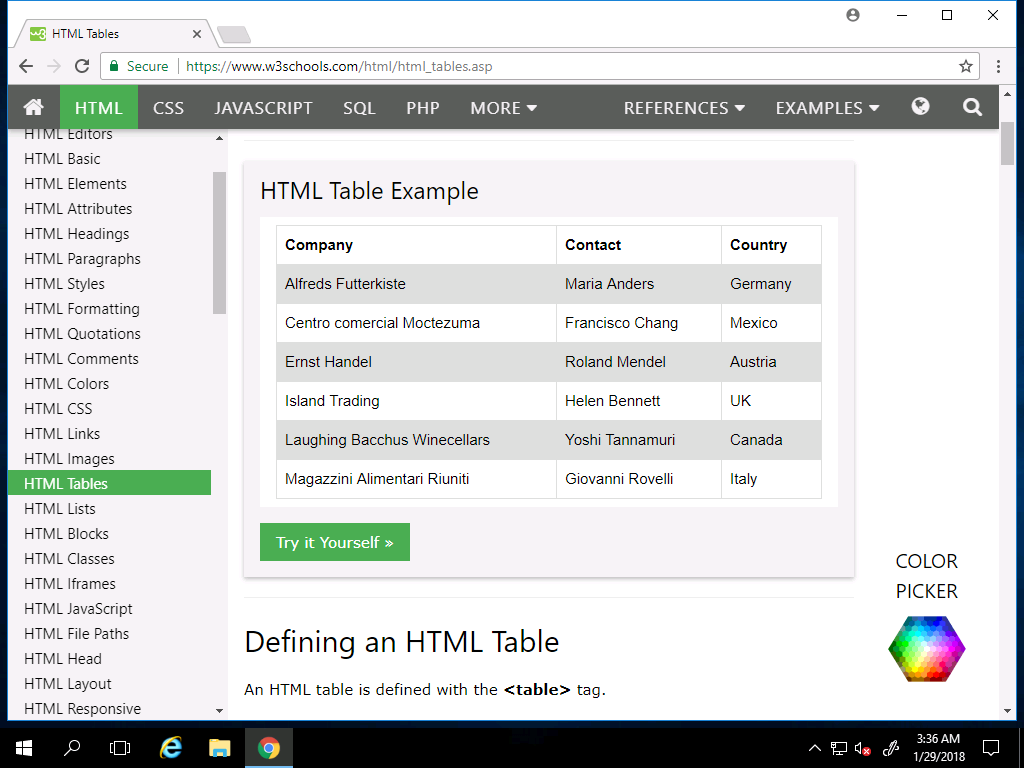 HTML Tables
Secure
https://www.w3schools.com/html/html_tables.asp
HTML CSS JAVASCRIPT SQL PHP MORE REFERENCES EXAMPLES
HTML Editors
HTML Basic
HTML Elements
HTML Attributes
HTML Headings
HTML Paragraphs
HTML Styles
HTML Formatting
HTML Quotations
HTML Comments
HTML Colors
HTML CSS
HTML Links
HTML Images
HTML Tables
HTML Lists
HTML Blocks
HTML Classes
HTML Iframes
HTML JavaScript
HTML File Paths
HTML Head
HTML Layout
HTML Responsive
HTML Table Example
Company Contact Country
Alfreds Futterkiste Maria Anders Germany
Centro comercial Moctezuma Francisco Chang Mexico
Ernst Handel Roland Mendel Austria
Island Trading Helen Bennett UK
Laughing Bacchus Winecellars Yoshi Tannamuri Canada
Magazzini Alimentari Riuniti Giovanni Rovelli Italy
Try it Yourself »
Defining an HTML Table
An HTML table is defined with the <table> tag.
COLOR
PICKER
3:36 AM
1/29/2018